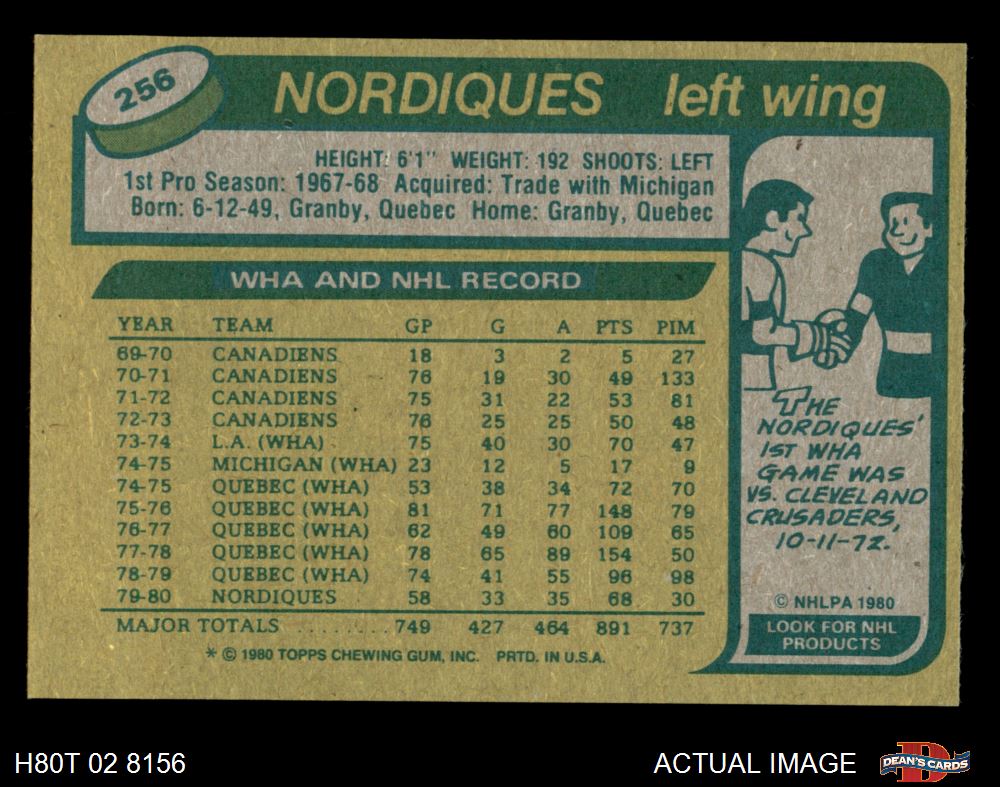 256
NORDIQUES left wing
HEIGHT: 6'1" WEIGHT: 192 SHOOTS: LEFT
1st Pro Season: 1967-68 Acquired: Trade with Michigan
Born: 6-12-49, Granby, Quebec Home: Granby, Quebec
WHA AND NHL RECORD
YEAR TEAM GP G A PTS PIM
69-70 CANADIENS 18 3 2 5 27
70-71 CANADIENS 76 19 30 49 133
71-72 CANADIENS 75 31 22 53 81
72-73 CANADIENS 76 25 25 50 48
73-74 L.A. (WHA) 75 40 30 70 47
74-75 MICHIGAN (WHA) 23 12 5 17 9
74-75 QUEBEC (WHA) 53 38 34 72 70
75-76 QUEBEC (WHA) 81 71 77 148 79
76-77 QUEBEC (WHA) 62 49 60 109 65
77-78 QUEBEC (WHA) 78 65 89 154 50
78-79 QUEBEC (WHA) 74 41 55 96 98
79-80 NORDIQUES 58 33 35 68 30
MAJOR TOTALS ........ 749 427 464 891 737
* © 1980 TOPPS CHEWING GUM, INC. PRTD. IN U.S.A.
THE
NORDIQUES'
1ST WHA
GAME WAS
VS. CLEVELAND
CRUSADERS,
10-11-72.
© NHLPA 1980
LOOK FOR NHL
PRODUCTS
H80T 02 8156
ACTUAL IMAGE
D
DEAN'S CARDS